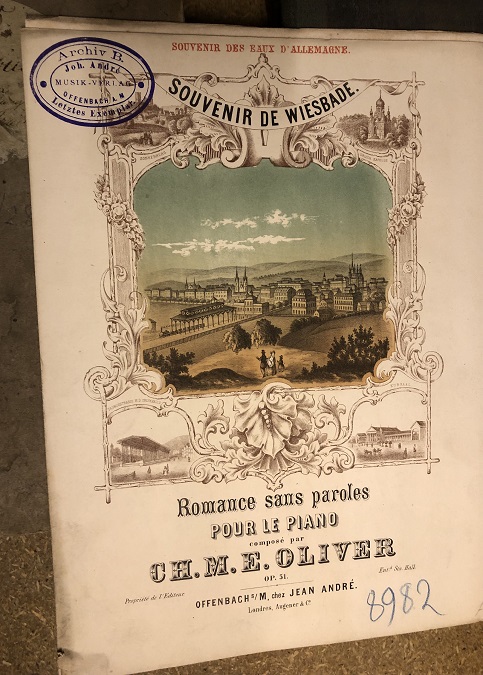 Archiv B.
Joh. André
MUSIK-VERLAG
OFFENBACH A. M
Letztes Exemplar
SOUVENIR DES EAUX D'ALLEMAGNE.
SOUVENIR DE WIESBADE.
Romance sans paroles
POUR LE PIANO
composé par
CH. M. E. OLIVER
OP. 51.
Propriété de l'Editeur.
Entd. Sta. Hall.
OFFENBACH s/M, chez JEAN ANDRÉ.
Londres, Augener & Co.
8982